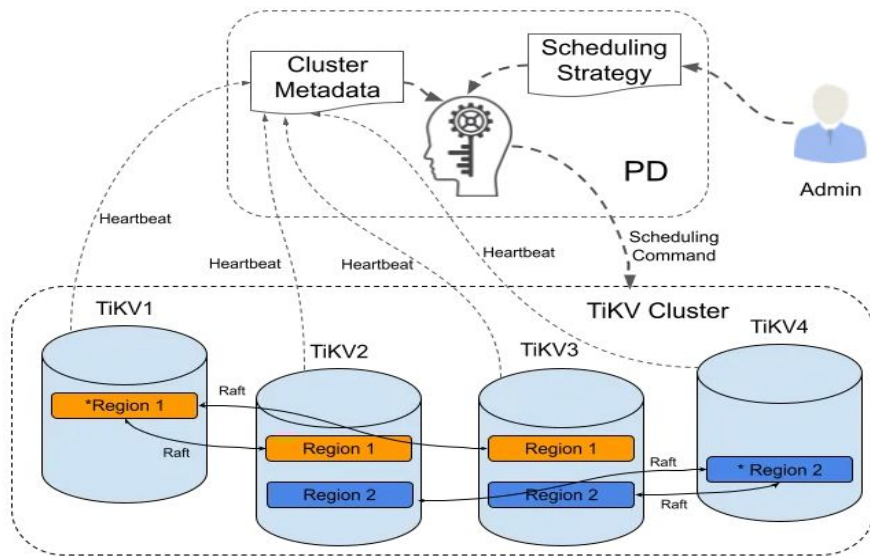 Cluster
Metadata
Scheduling
Strategy
PD
Admin
Heartbeat
Heartbeat
Heartbeat
Heartbeat
Scheduling
Command
TiKV Cluster
TiKV1
TiKV2
TiKV3
TiKV4
*Region 1
Raft
Raft
Region 1
Region 1
Region 2
Region 2
Raft
Raft
* Region 2